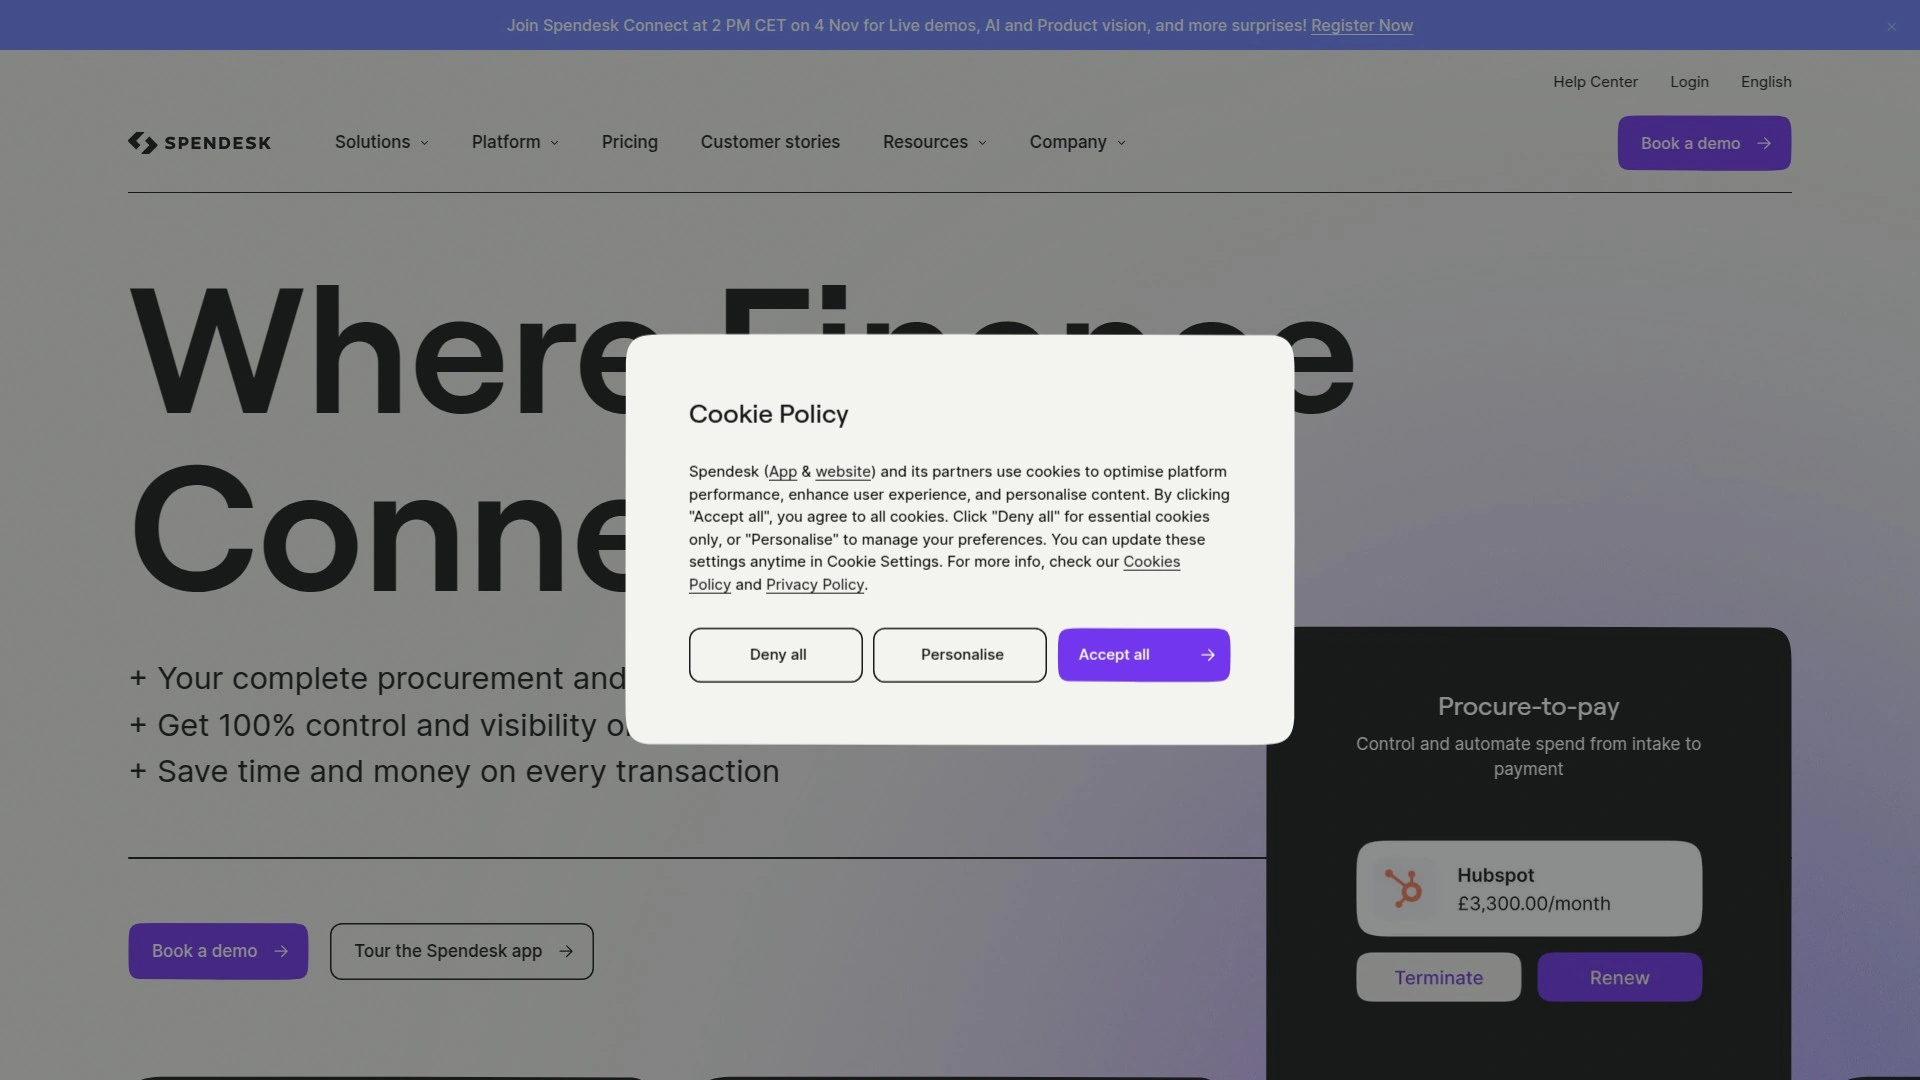 Join Spendesk Connect at 2 PM CET on 4 Nov for Live demos, AI and Product vision, and more surprises! Register Now
Help Center Login English
SPENDESK Solutions Platform Pricing Customer stories Resources Company Book a demo
Where Finance
Conne
Cookie Policy
Spendesk (App & website) and its partners use cookies to optimise platform
performance, enhance user experience, and personalise content. By clicking
"Accept all", you agree to all cookies. Click "Deny all" for essential cookies
only, or "Personalise" to manage your preferences. You can update these
settings anytime in Cookie Settings. For more info, check our Cookies
Policy and Privacy Policy.
Deny all Personalise Accept all
+ Your complete procurement and
+ Get 100% control and visibility
+ Save time and money on every transaction
Book a demo Tour the Spendesk app
Procure-to-pay
Control and automate spend from intake to
payment
Hubspot
£3,300.00/month
Terminate Renew